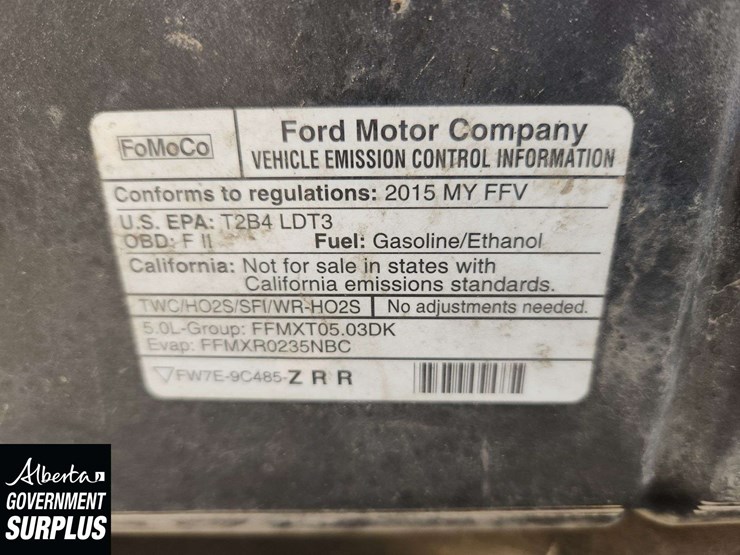 FoMoCo
Ford Motor Company
VEHICLE EMISSION CONTROL INFORMATION
Conforms to regulations: 2015 MY FFV
U.S. EPA: T2B4 LDT3
OBD: F II Fuel: Gasoline/Ethanol
California: Not for sale in states with
California emissions standards.
TWC/HO2S/SFI/WR-HO2S No adjustments needed.
5.0L-Group: FFMXT05.03DK
Evap: FFMXR0235NBC
FW7E-9C485-Z R R
Alberta
GOVERNMENT
SURPLUS